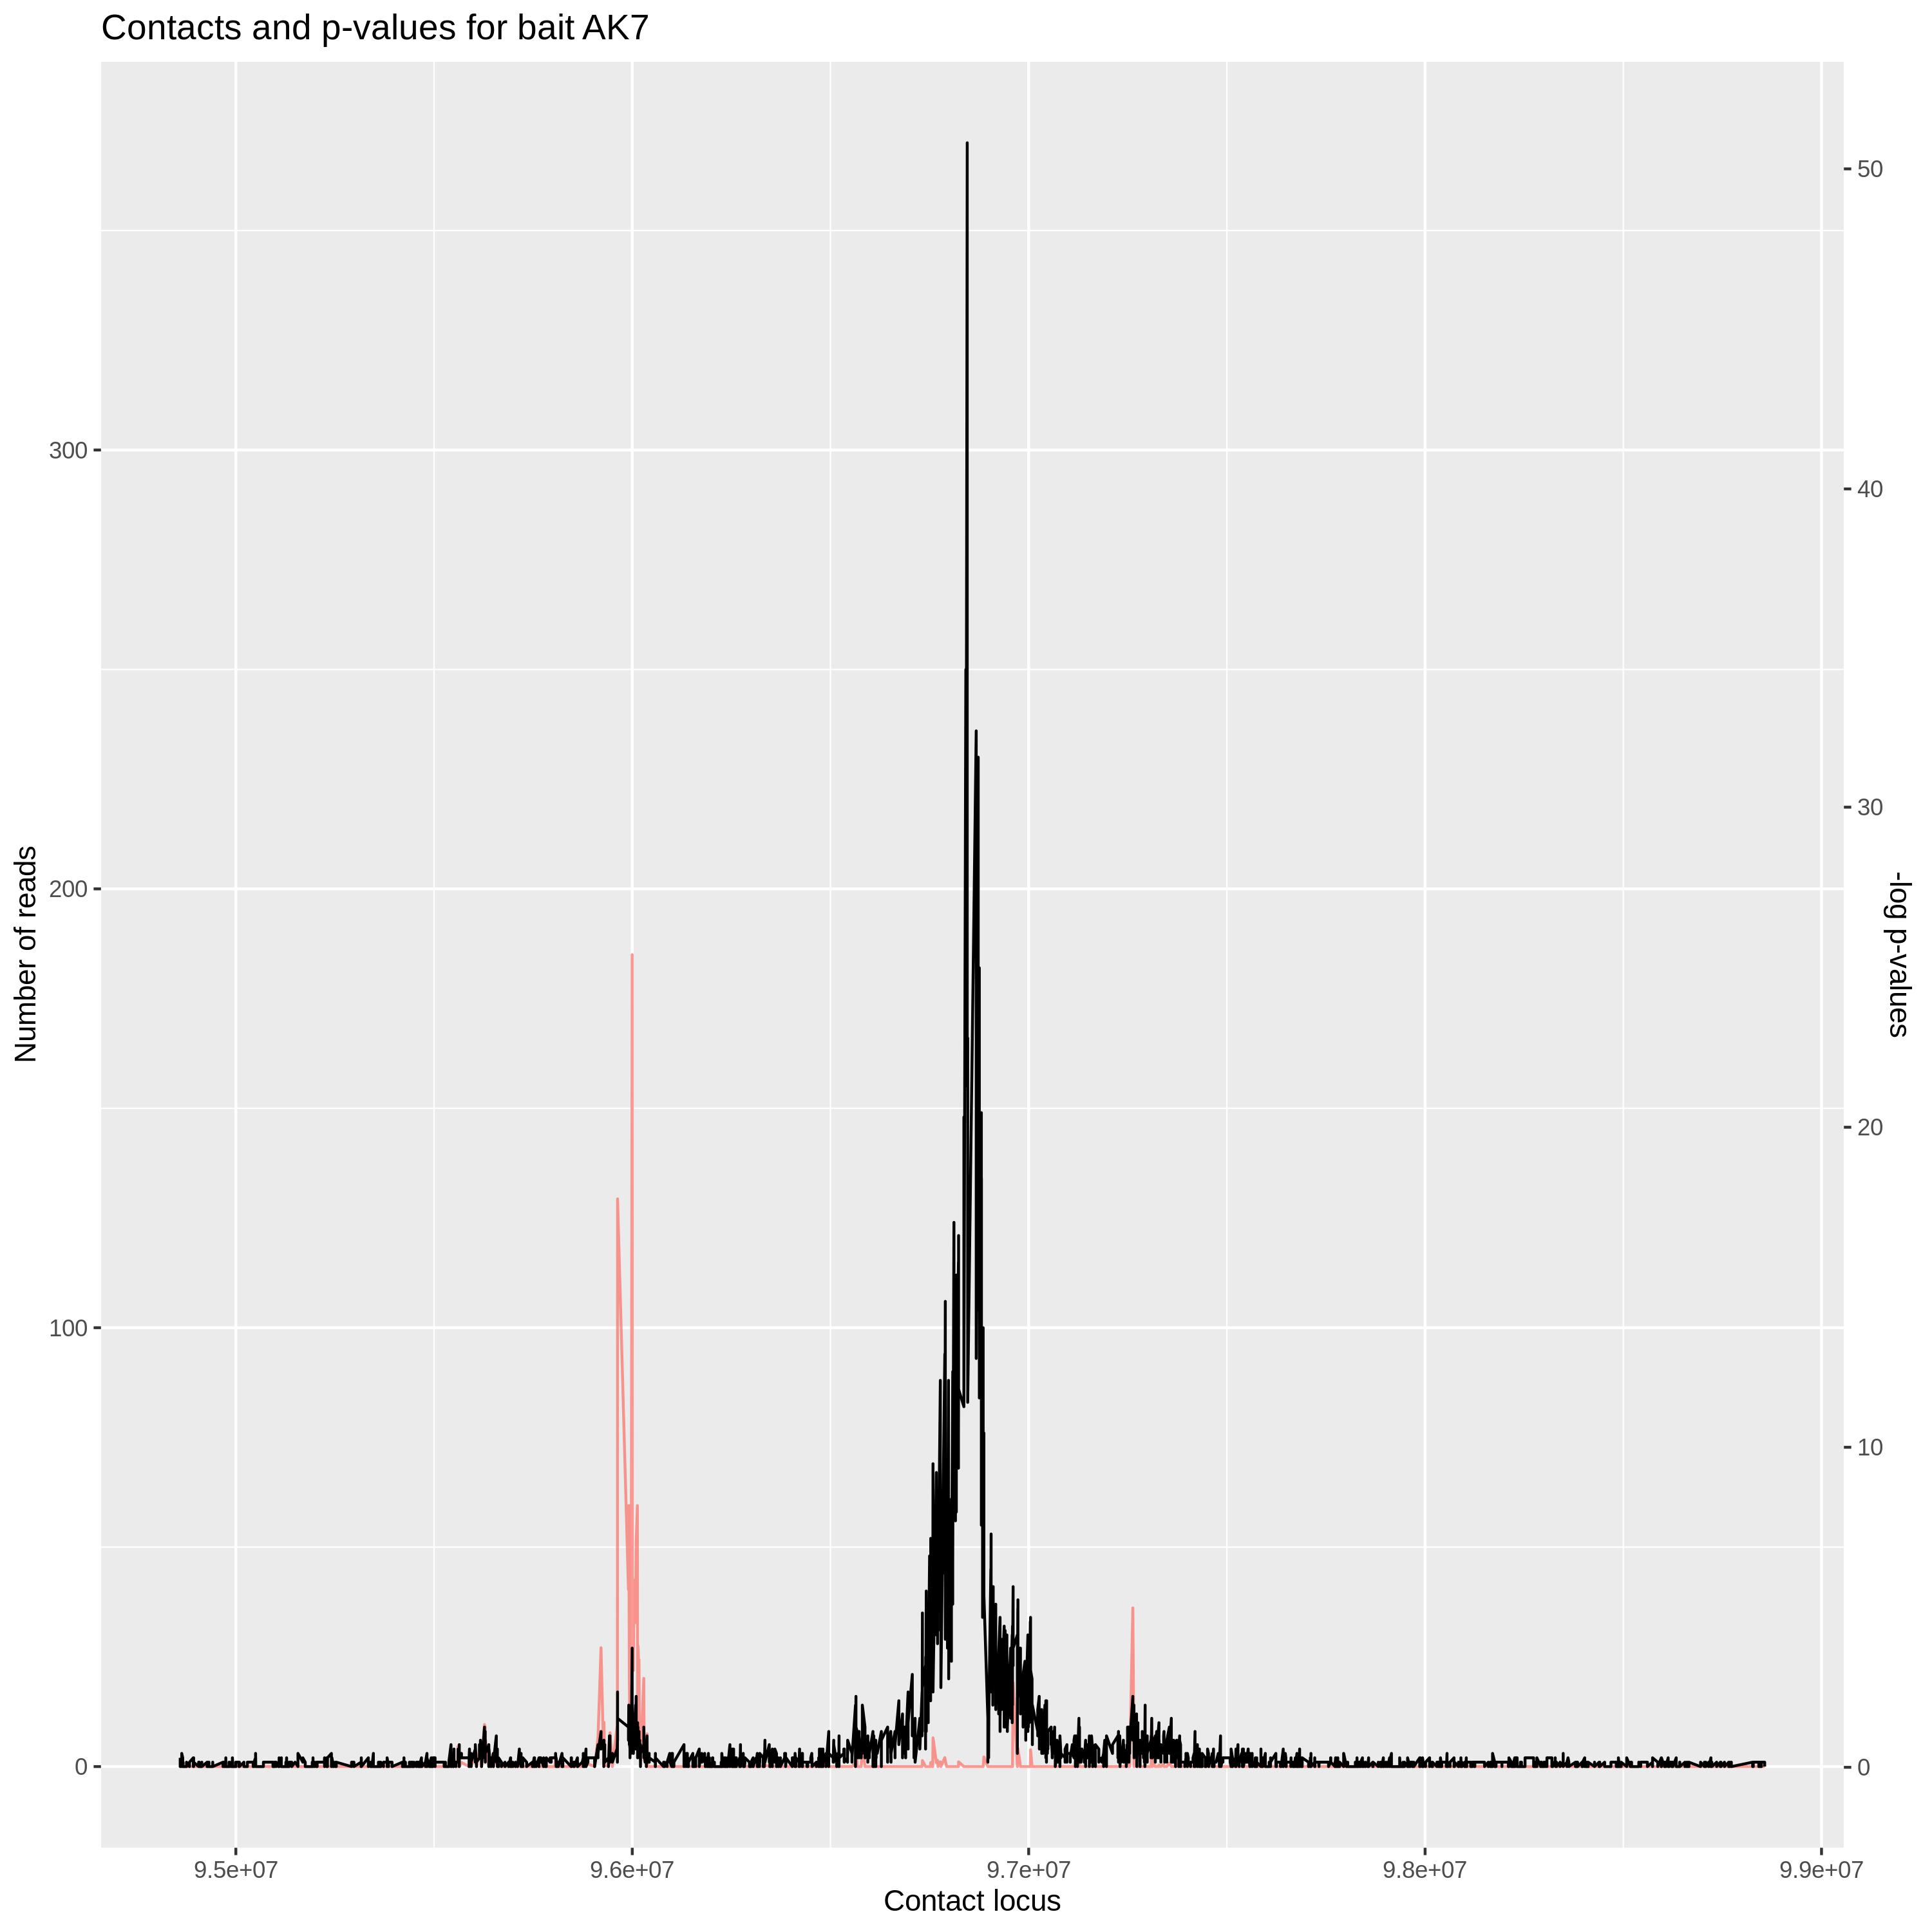 Contacts and p-values for bait AK7
Number of reads
300
200
100
0
50
40
30
20
10
0
-log p-values
9.5e+07
9.6e+07
9.7e+07
9.8e+07
9.9e+07
Contact locus